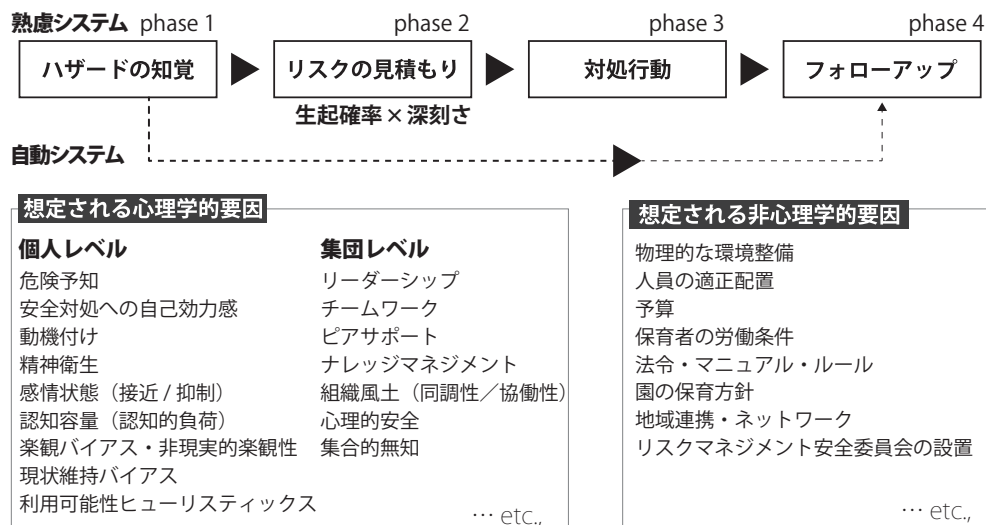 熟慮システム phase 1 phase 2 phase 3 phase 4
ハザードの知覚 リスクの見積もり 対処行動 フォローアップ
生起確率×深刻さ
自動システム
想定される心理学的要因
個人レベル
危険予知
安全対処への自己効力感
動機付け
精神衛生
感情状態（接近 / 抑制）
認知容量（認知的負荷）
楽観バイアス・非現実的楽観性
現状維持バイアス
利用可能性ヒューリスティックス
集団レベル
リーダーシップ
チームワーク
ピアサポート
ナレッジマネジメント
組織風土（同調性／協働性）
心理的安全
集合的無知
… etc.,
想定される非心理学的要因
物理的な環境整備
人員の適正配置
予算
保育者の労働条件
法令・マニュアル・ルール
園の保育方針
地域連携・ネットワーク
リスクマネジメント安全委員会の設置
… etc.,